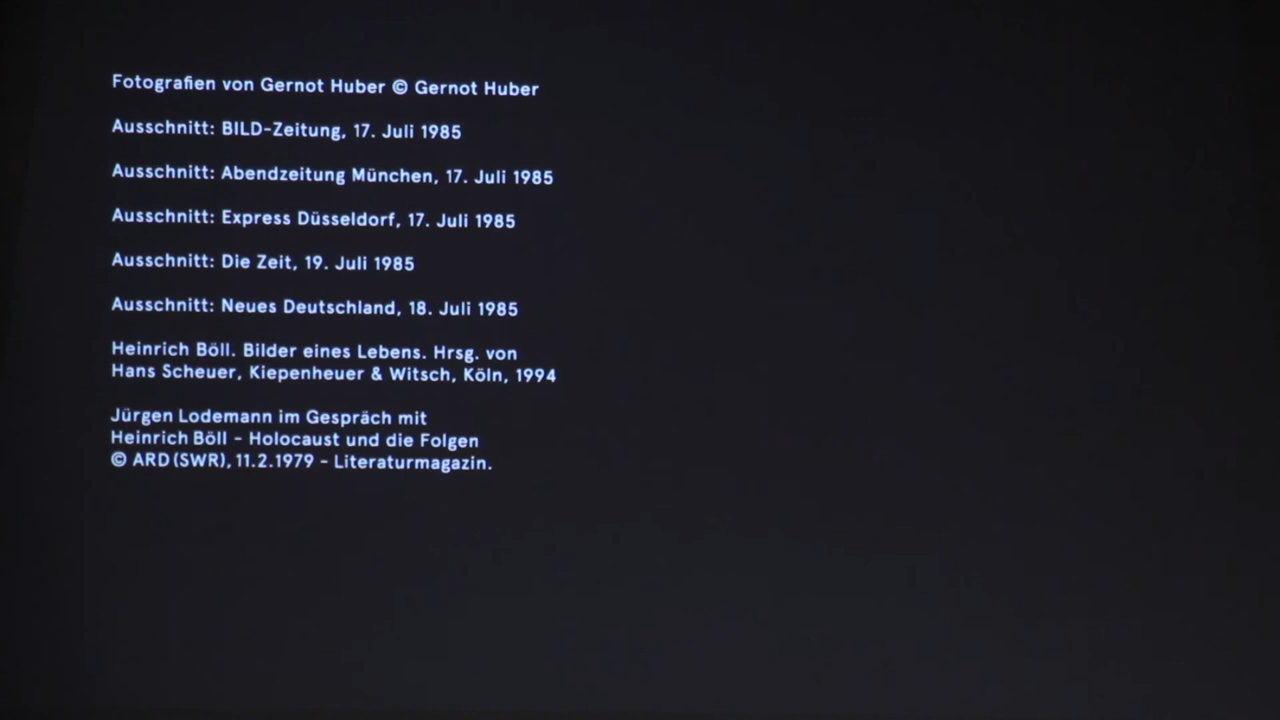 Fotografien von Gernot Huber © Gernot Huber
Ausschnitt: BILD-Zeitung, 17. Juli 1985
Ausschnitt: Abendzeitung München, 17. Juli 1985
Ausschnitt: Express Düsseldorf, 17. Juli 1985
Ausschnitt: Die Zeit, 19. Juli 1985
Ausschnitt: Neues Deutschland, 18. Juli 1985
Heinrich Böll. Bilder eines Lebens. Hrsg. von
Hans Scheuer, Kiepenheuer & Witsch, Köln, 1994
Jürgen Lodemann im Gespräch mit
Heinrich Böll - Holocaust und die Folgen
© ARD (SWR), 11.2.1979 - Literaturmagazin.